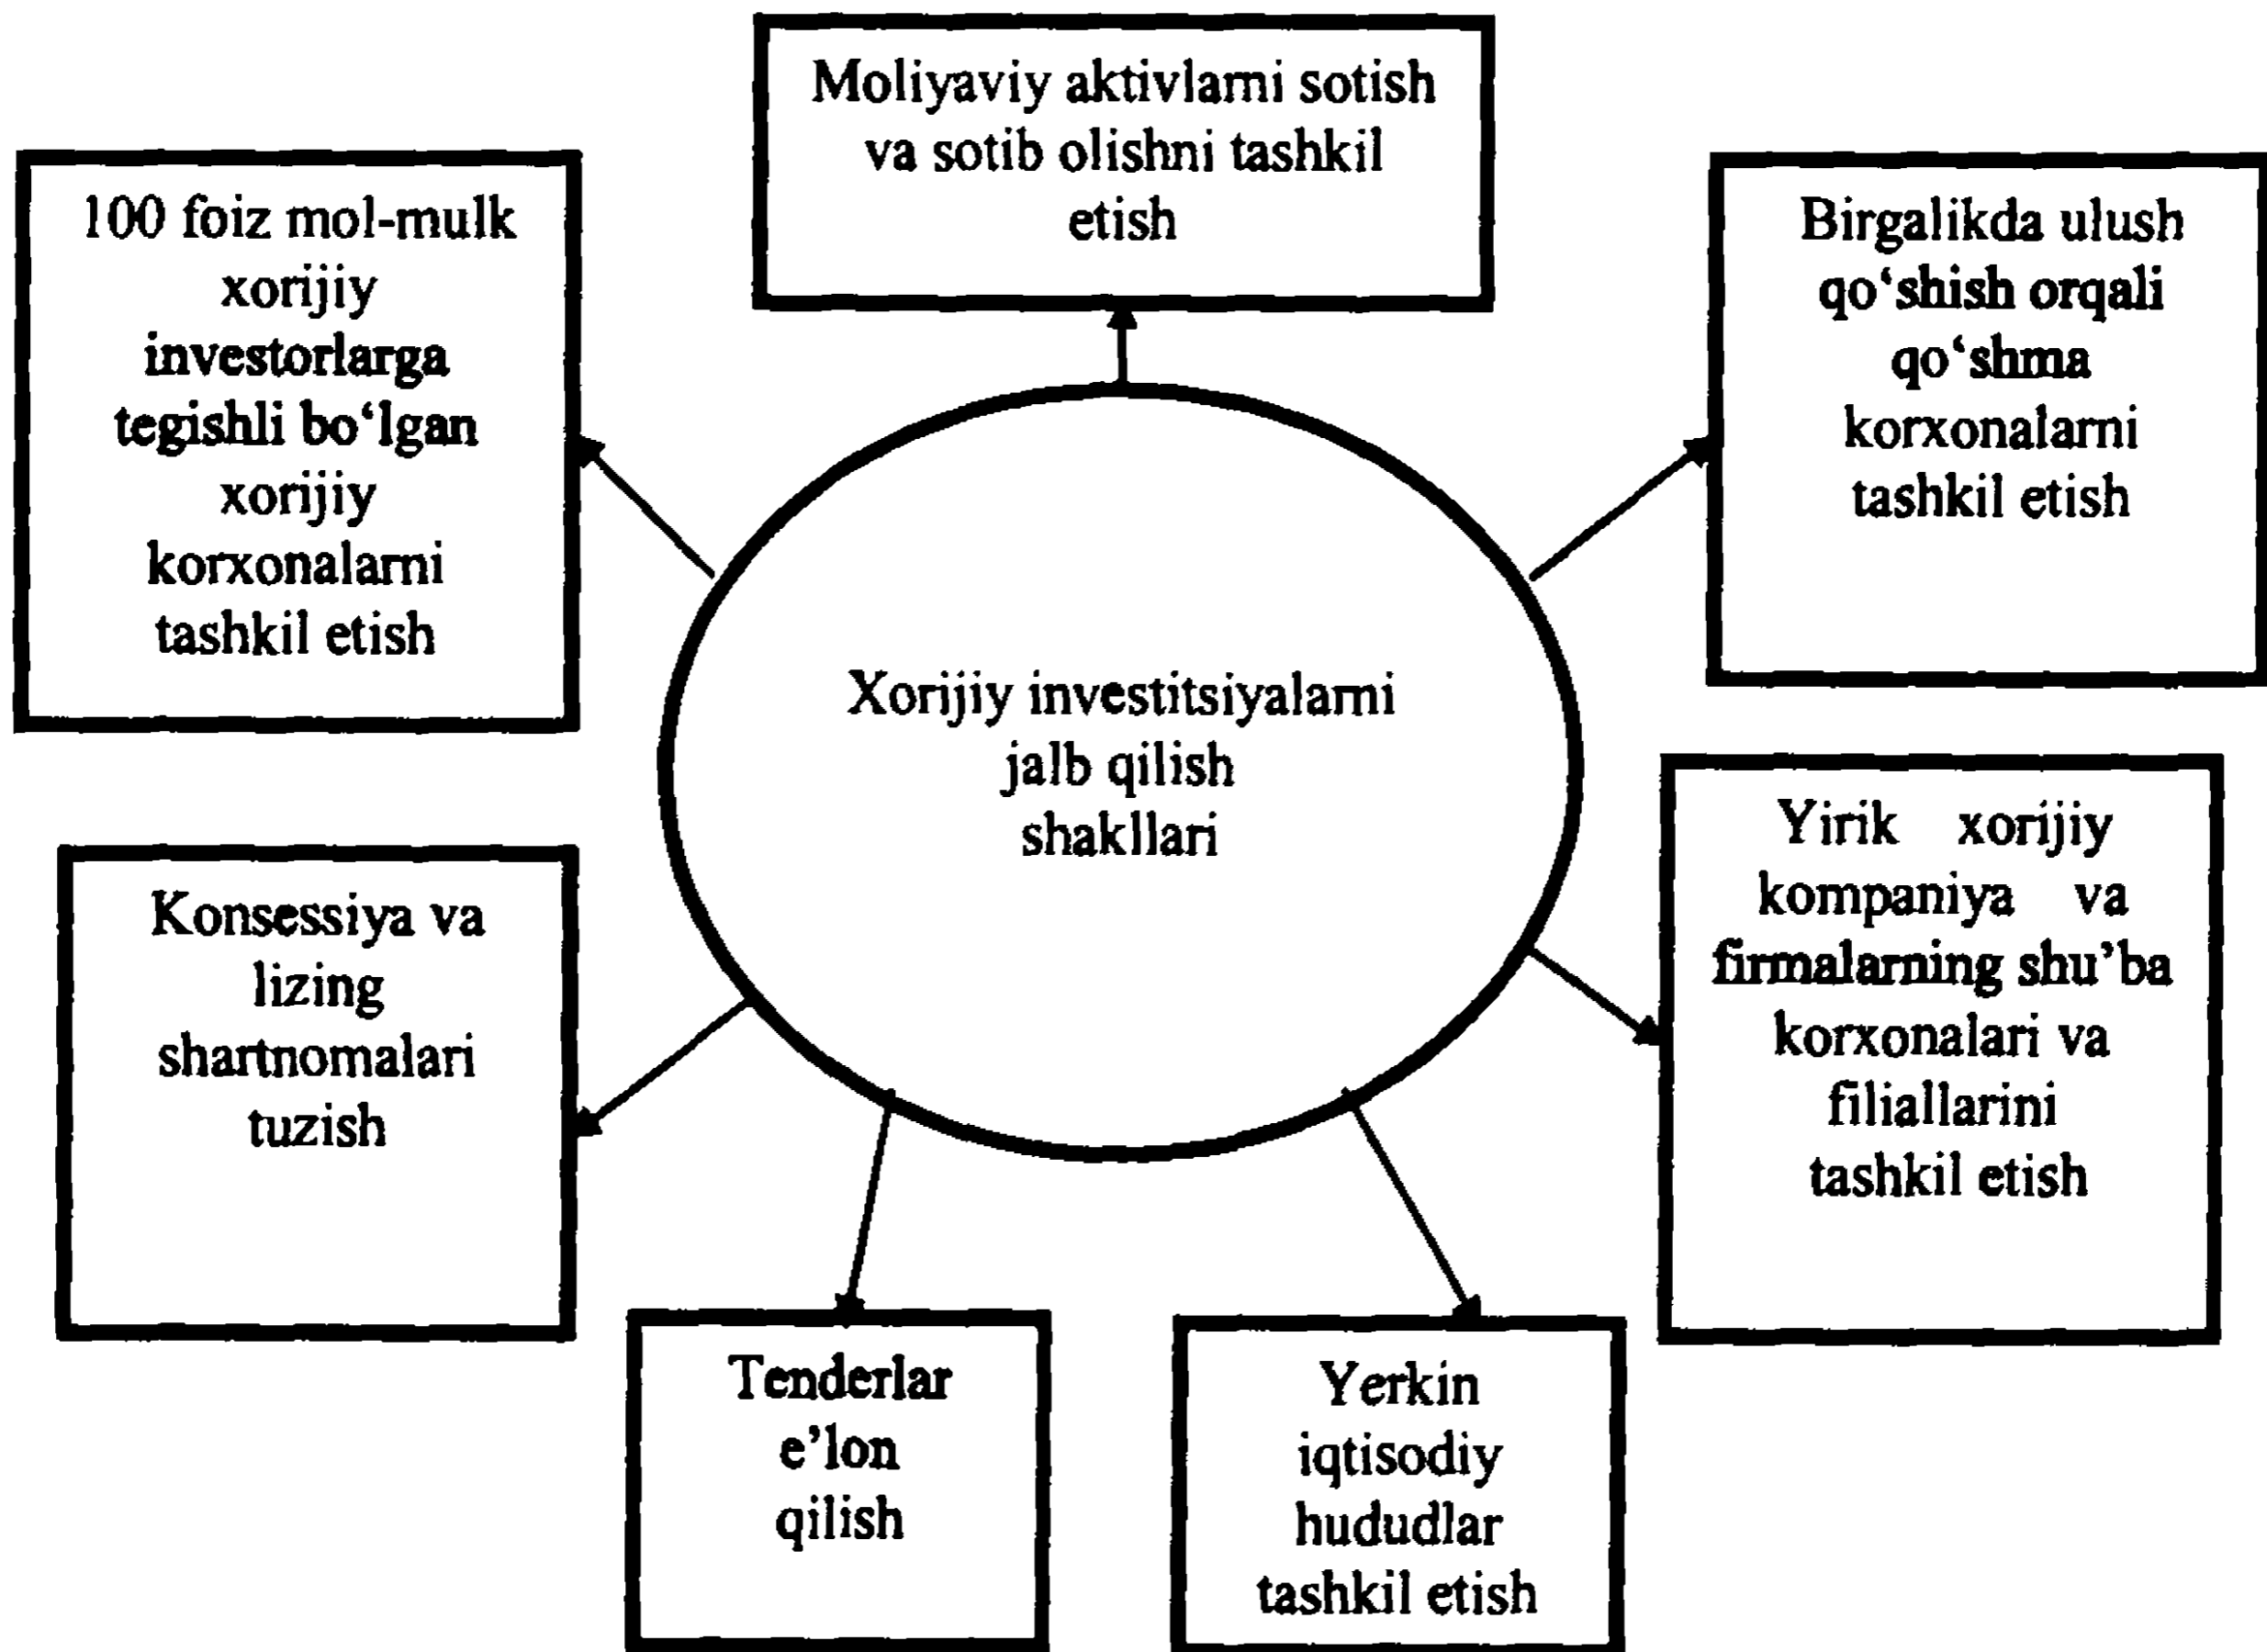 Moliyaviy aktivlarni sotish
va sotib olishni tashkil
etish
100 foiz mol-mulk
xorijiy
investorlarga
tegishli bo‘lgan
xorijiy
korxonalarni
tashkil etish
Birgalikda ulush
qo‘shish orqali
qo‘shma
korxonalarni
tashkil etish
Xorijiy investitsiyalarni
jalb qilish
shakllari
Yirik xorijiy
kompaniya va
firmalarning shu’ba
korxonalari va
filiallarini
tashkil etish
Konsessiya va
lizing
shartnomalari
tuzish
Tenderlar
e’lon
qilish
Yerkin
iqtisodiy
hududlar
tashkil etish